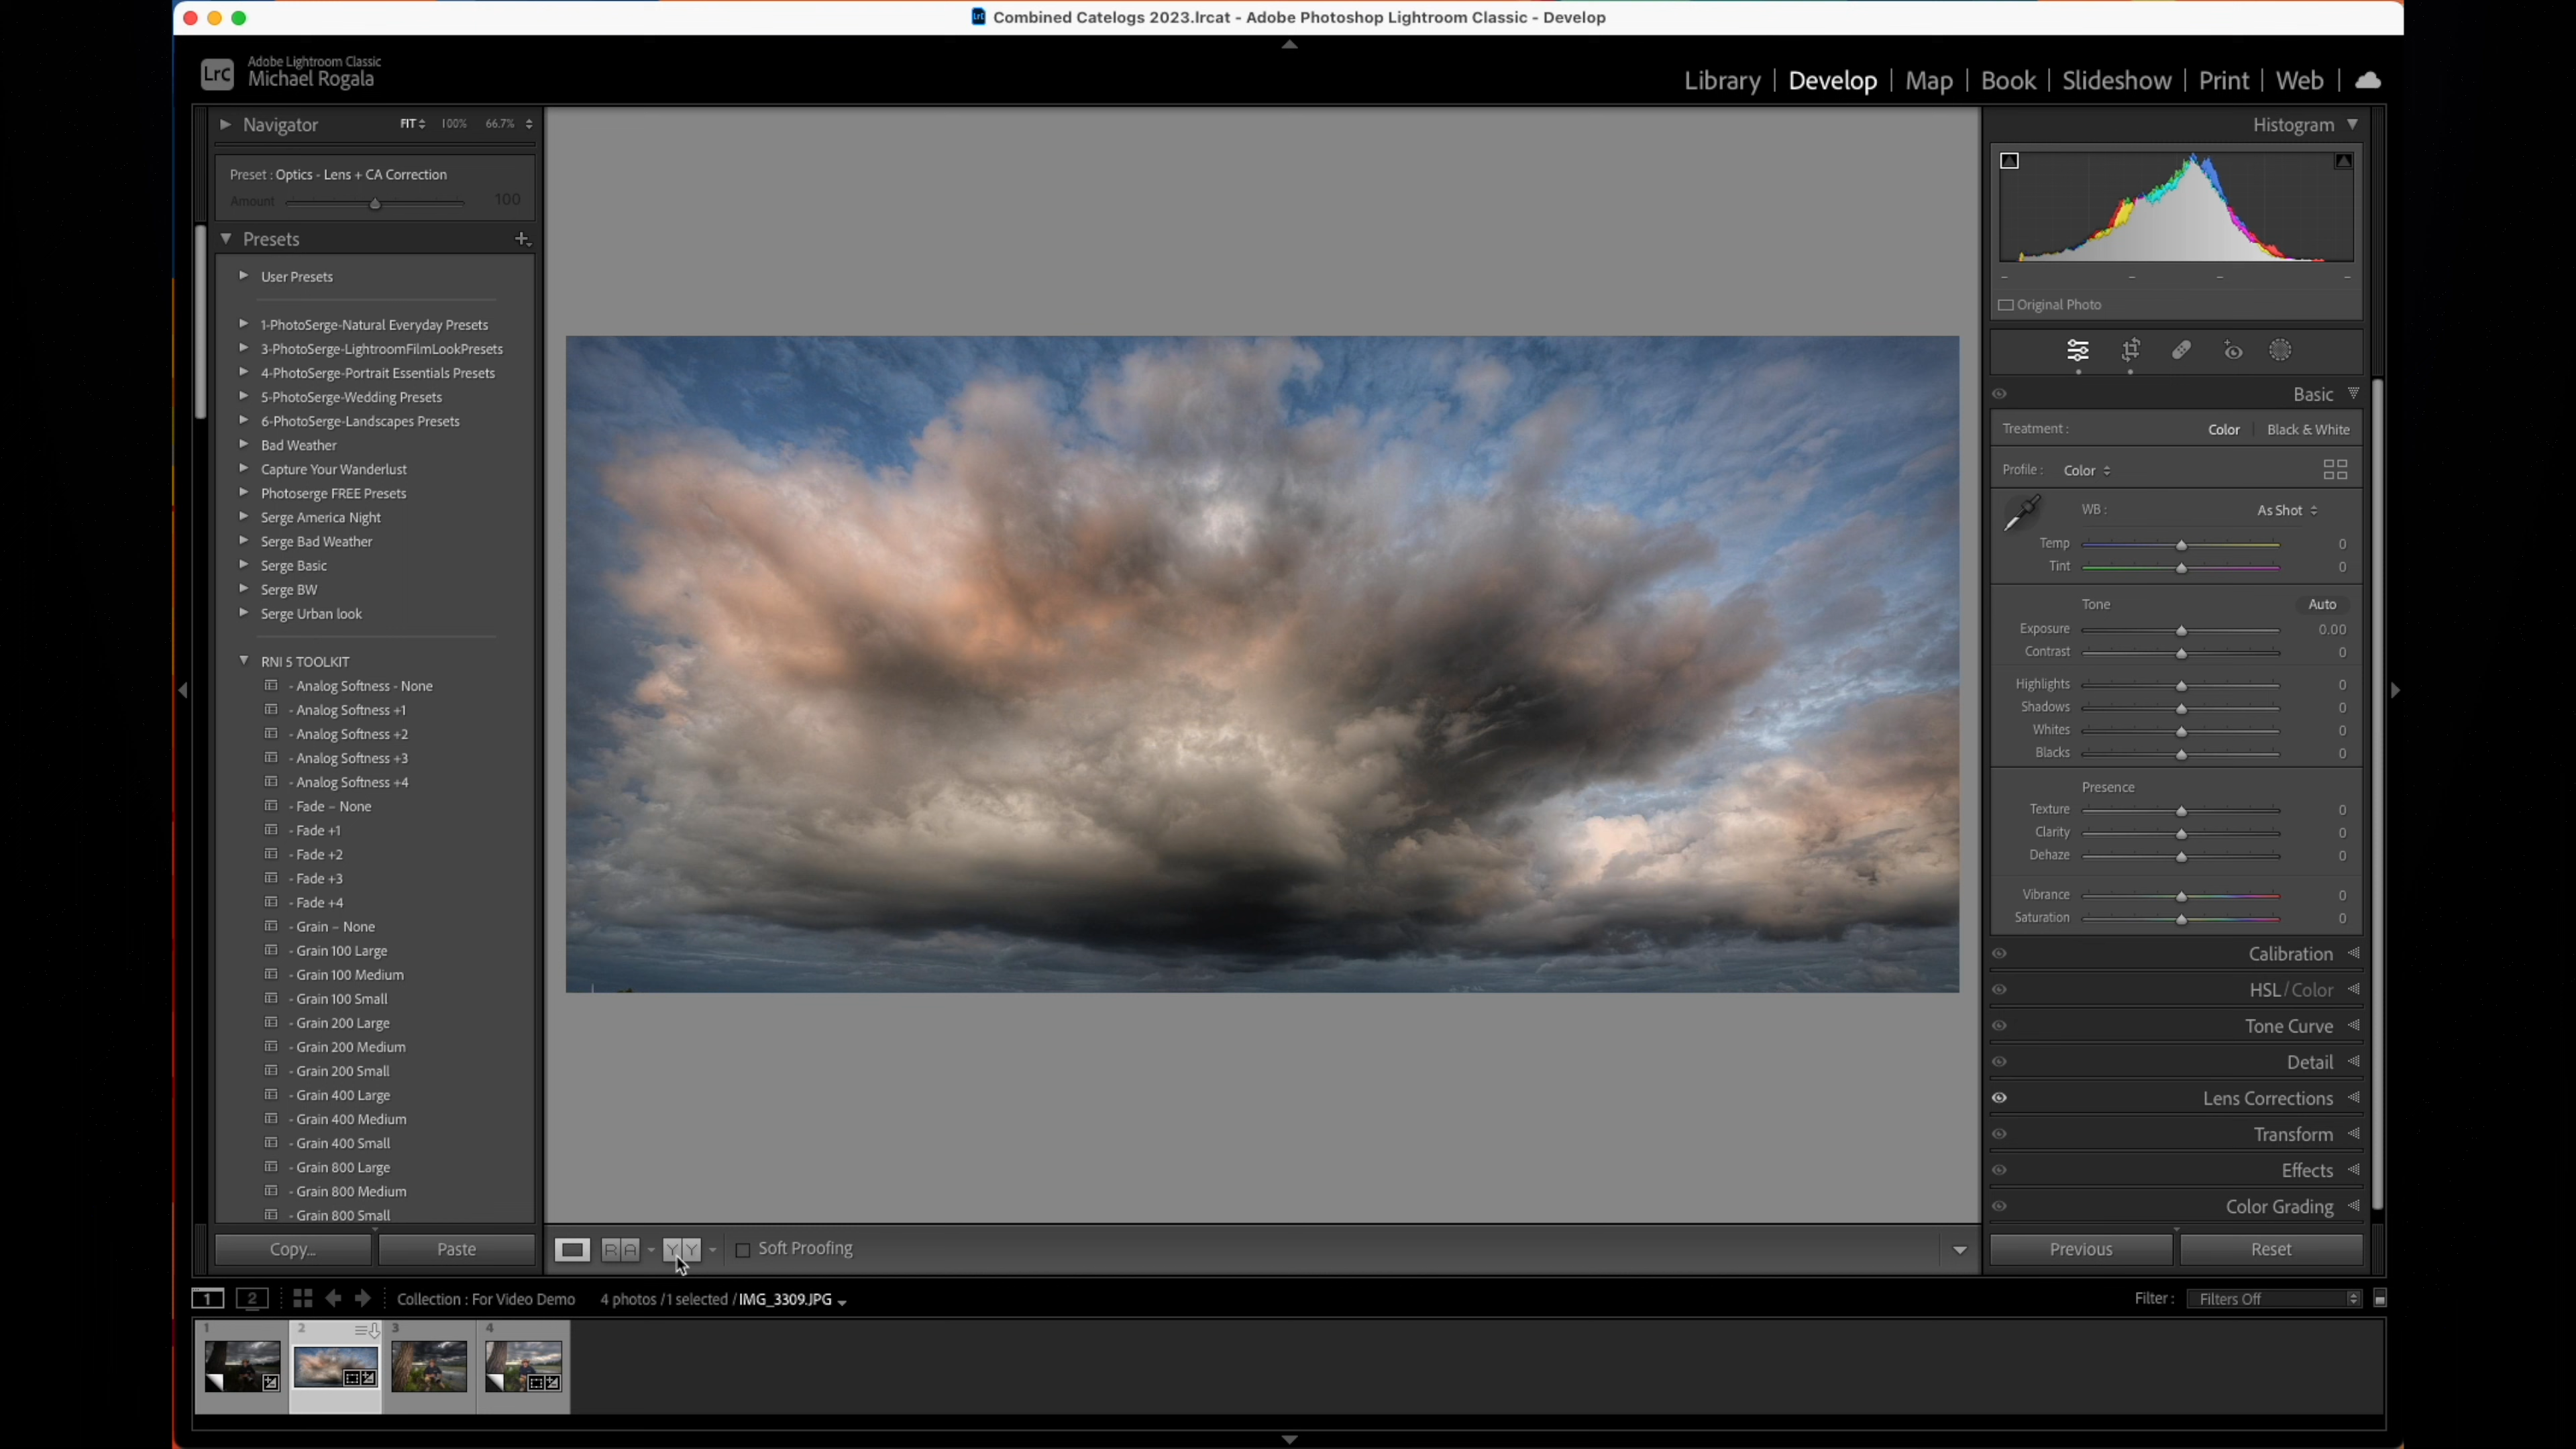 Combined Catelogs 2023.lrcat - Adobe Photoshop Lightroom Classic - Develop
LrC
Adobe Lightroom Classic
Michael Rogala
Library | Develop | Map | Book | Slideshow | Print | Web
Navigator FIT 100% 66.7%
Preset : Optics - Lens + CA Correction
Amount 100
Presets
User Presets
1-PhotoSerge-Natural Everyday Presets
3-PhotoSerge-LightroomFilmLookPresets
4-PhotoSerge-Portrait Essentials Presets
5-PhotoSerge-Wedding Presets
6-PhotoSerge-Landscapes Presets
Bad Weather
Capture Your Wanderlust
Photoserge FREE Presets
Serge America Night
Serge Bad Weather
Serge Basic
Serge BW
Serge Urban look
RNI 5 TOOLKIT
- Analog Softness - None
- Analog Softness +1
- Analog Softness +2
- Analog Softness +3
- Analog Softness +4
- Fade – None
- Fade +1
- Fade +2
- Fade +3
- Fade +4
- Grain – None
- Grain 100 Large
- Grain 100 Medium
- Grain 100 Small
- Grain 200 Large
- Grain 200 Medium
- Grain 200 Small
- Grain 400 Large
- Grain 400 Medium
- Grain 400 Small
- Grain 800 Large
- Grain 800 Medium
- Grain 800 Small
Copy... Paste
R A Y Y Soft Proofing
Histogram
Original Photo
Basic
Treatment : Color Black & White
Profile : Color
WB : As Shot
Temp 0
Tint 0
Tone Auto
Exposure 0.00
Contrast 0
Highlights 0
Shadows 0
Whites 0
Blacks 0
Presence
Texture 0
Clarity 0
Dehaze 0
Vibrance 0
Saturation 0
Calibration
HSL / Color
Tone Curve
Detail
Lens Corrections
Transform
Effects
Color Grading
Previous Reset
1 2 Collection : For Video Demo 4 photos /1 selected / IMG_3309.JPG Filter : Filters Off
1 2 3 4